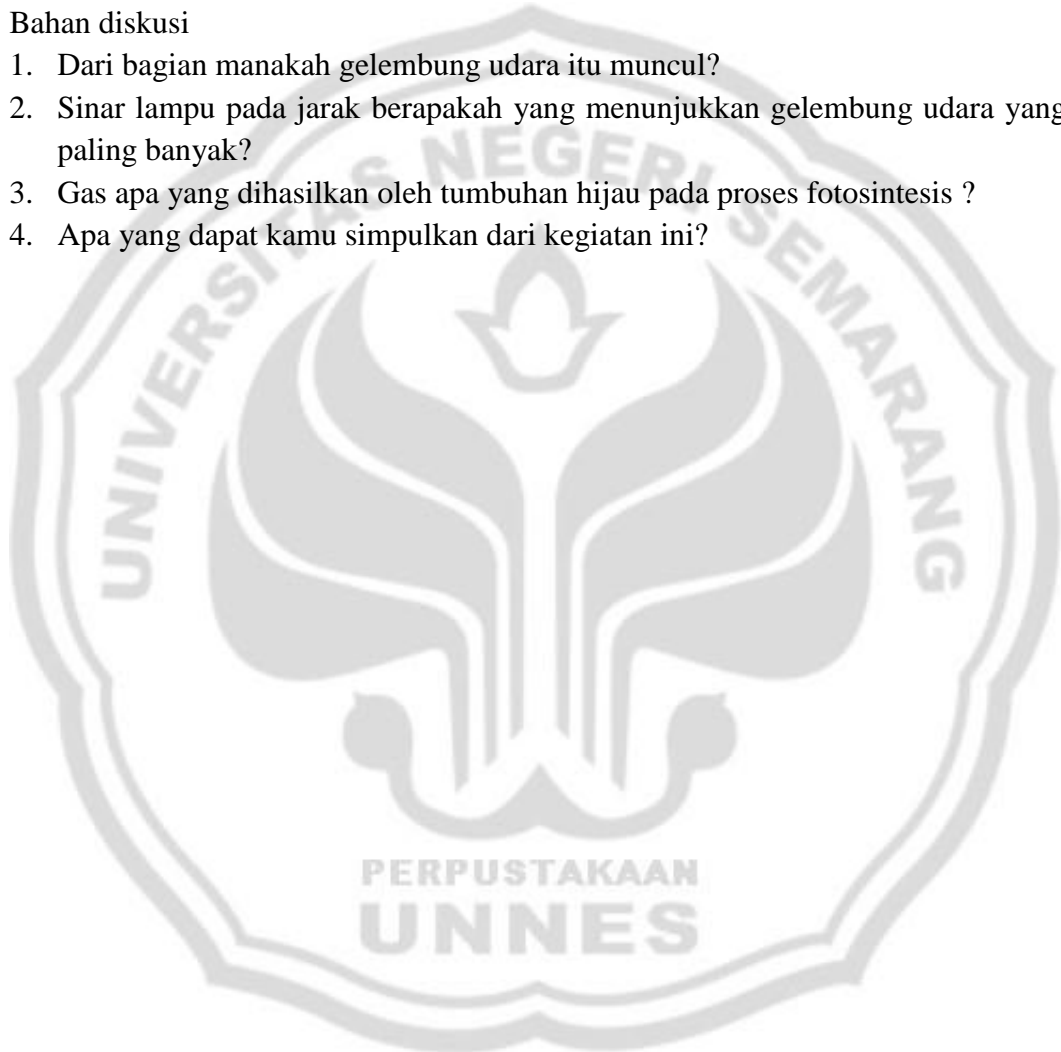 Bahan diskusi
1. Dari bagian manakah gelembung udara itu muncul?
2. Sinar lampu pada jarak berapakah yang menunjukkan gelembung udara yang
paling banyak?
3. Gas apa yang dihasilkan oleh tumbuhan hijau pada proses fotosintesis ?
4. Apa yang dapat kamu simpulkan dari kegiatan ini?
UNIVERSITAS NEGERI SEMARANG
PERPUSTAKAAN
UNNES